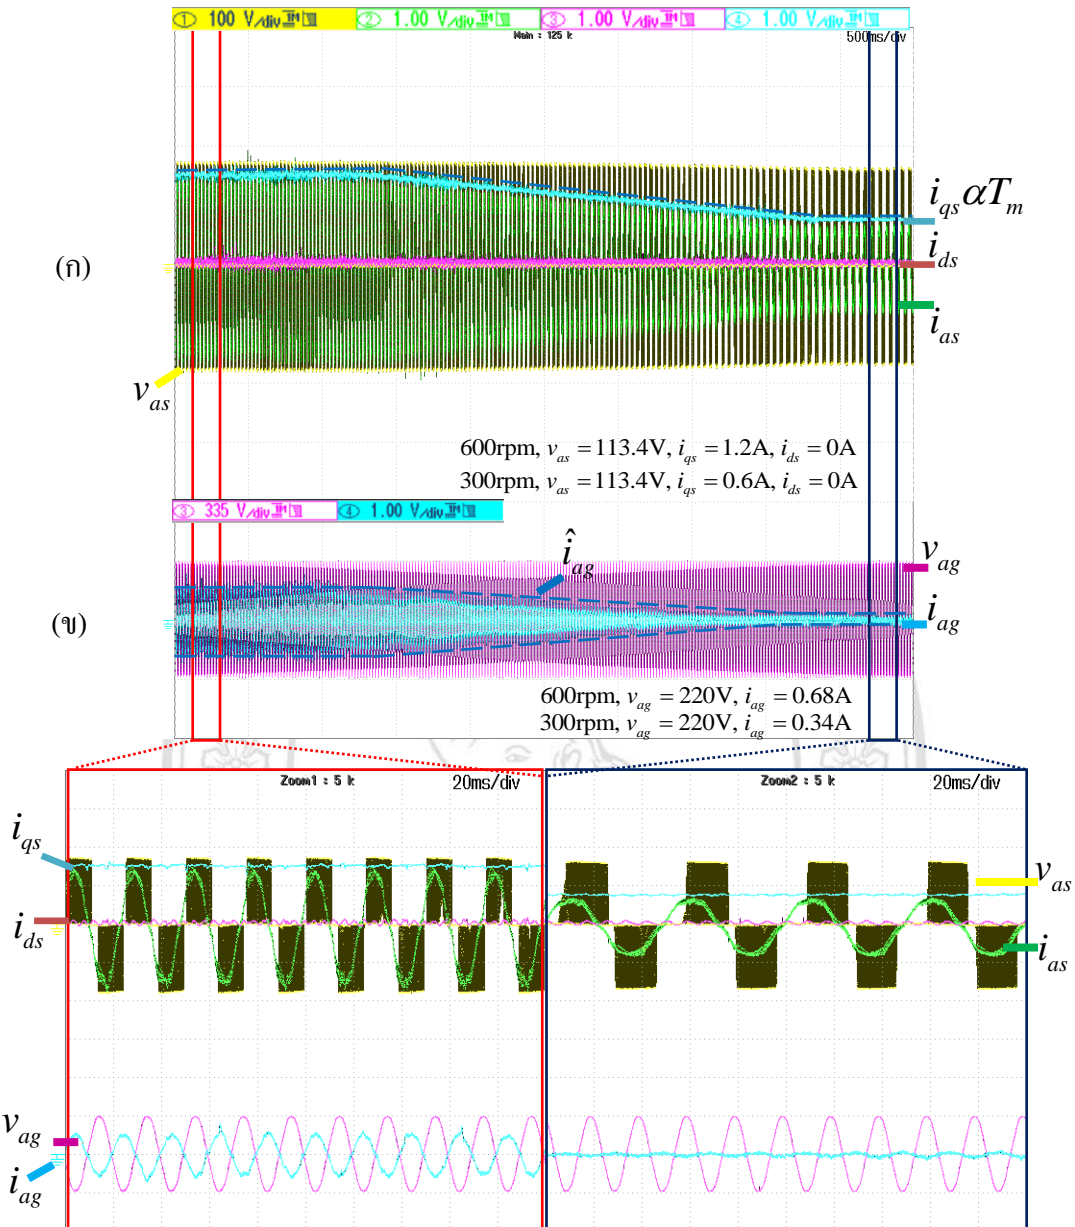 ① 100 V/div ② 1.00 V/div ③ 1.00 V/div ④ 1.00 V/div
Main : 125 k 500ms/div
i_qs αT_m
i_ds
(ก)
i_as
v_as
600rpm, v_as = 113.4V, i_qs = 1.2A, i_ds = 0A
300rpm, v_as = 113.4V, i_qs = 0.6A, i_ds = 0A
③ 335 V/div ④ 1.00 V/div
î_ag
v_ag
i_ag
(ข)
600rpm, v_ag = 220V, i_ag = 0.68A
300rpm, v_ag = 220V, i_ag = 0.34A
Zoom1 : 5 k 20ms/div
Zoom2 : 5 k 20ms/div
i_qs
v_as
i_ds
i_as
v_ag
i_ag